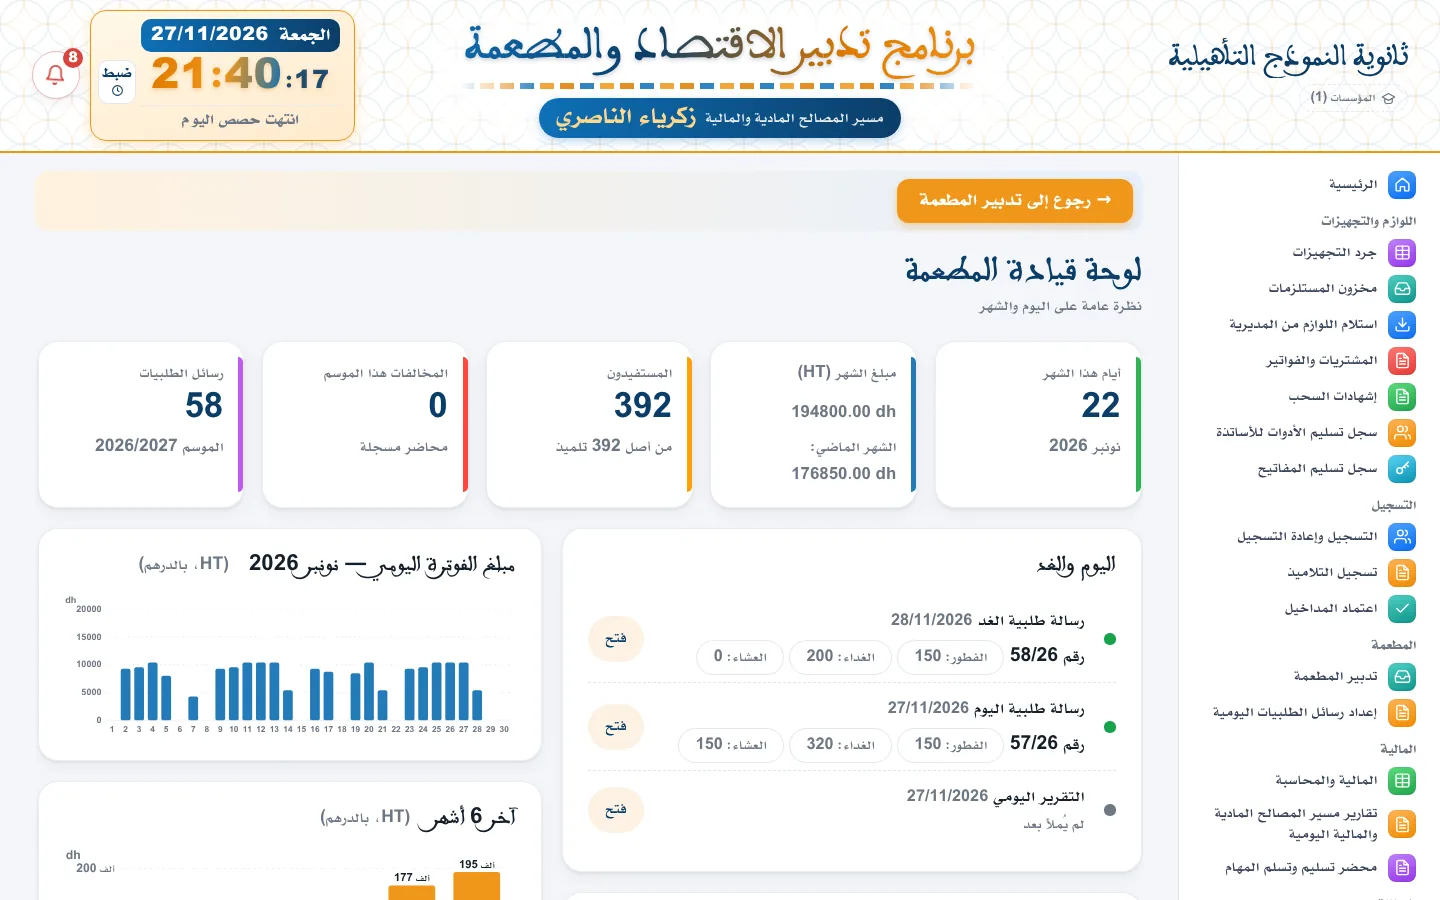 ثانوية النموذج التأهيلية
المؤسسات (1)
برنامج تدبير الاقتصاد والمطعمة
مسير المصالح المادية والمالية زكرياء الناصري
الجمعة 27/11/2026
21:40:17
ضبط
انتهت حصص اليوم
8
الرئيسية
اللوازم والتجهيزات
جرد التجهيزات
مخزون المستلزمات
استلام اللوازم من المديرية
المشتريات والفواتير
إشهادات السحب
سجل تسليم الأدوات للأساتذة
سجل تسليم المفاتيح
التسجيل
التسجيل وإعادة التسجيل
تسجيل التلاميذ
اعتماد المداخيل
المطعمة
تدبير المطعمة
إعداد رسائل الطلبيات اليومية
المالية
المالية والمحاسبة
تقارير مسير المصالح المادية
والمالية اليومية
محضر تسليم وتسلم المهام
→ رجوع إلى تدبير المطعمة
لوحة قيادة المطعمة
نظرة عامة على اليوم والشهر
أيام هذا الشهر
22
نونبر 2026
مبلغ الشهر (HT)
194800.00 dh
الشهر الماضي:
176850.00 dh
المستفيدون
392
من أصل 392 تلميذ
المخالفات هذا الموسم
0
محاضر مسجلة
رسائل الطلبيات
58
الموسم 2026/2027
اليوم والغد
رسالة طلبية الغد 28/11/2026
رقم 58/26 الفطور: 150 الغداء: 200 العشاء: 0
فتح
رسالة طلبية اليوم 27/11/2026
رقم 57/26 الفطور: 150 الغداء: 320 العشاء: 150
فتح
التقرير اليومي 27/11/2026
لم يُملأ بعد
فتح
مبلغ الفوترة اليومي — نونبر 2026 (HT، بالدرهم)
dh
20000
15000
10000
5000
0
1 2 3 4 5 6 7 8 9 10 11 12 13 14 15 16 17 18 19 20 21 22 23 24 25 26 27 28 29 30
آخر 6 أشهر (HT، بالدرهم)
dh
200 ألف
177 ألف
195 ألف